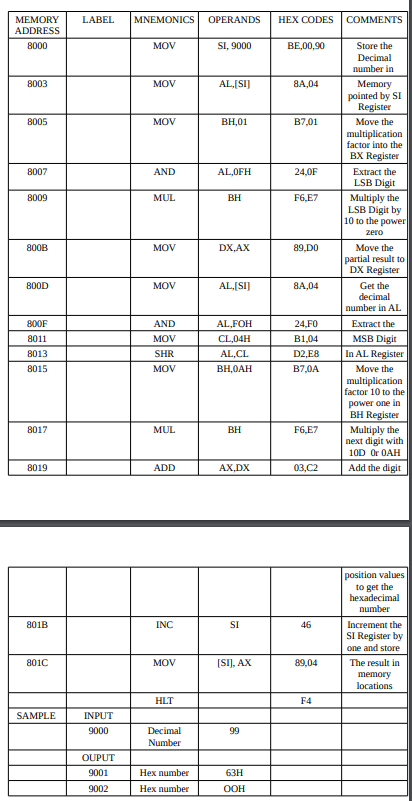 MEMORY ADDRESS LABEL MNEMONICS OPERANDS HEX CODES COMMENTS
8000 MOV SI, 9000 BE,00,90 Store the
Decimal
number in
8003 MOV AL,[SI] 8A,04 Memory
pointed by SI
Register
8005 MOV BH,01 B7,01 Move the
multiplication
factor into the
BX Register
8007 AND AL,0FH 24,0F Extract the
LSB Digit
8009 MUL BH F6,E7 Multiply the
LSB Digit by
10 to the power
zero
800B MOV DX,AX 89,D0 Move the
partial result to
DX Register
800D MOV AL,[SI] 8A,04 Get the
decimal
number in AL
800F AND AL,FOH 24,F0 Extract the
8011 MOV CL,04H B1,04 MSB Digit
8013 SHR AL,CL D2,E8 In AL Register
8015 MOV BH,0AH B7,0A Move the
multiplication
factor 10 to the
power one in
BH Register
8017 MUL BH F6,E7 Multiply the
next digit with
10D 0r 0AH
8019 ADD AX,DX 03,C2 Add the digit
position values
to get the
hexadecimal
number
801B INC SI 46 Increment the
SI Register by
one and store
801C MOV [SI], AX 89,04 The result in
memory
locations
HLT F4
SAMPLE INPUT
9000 Decimal 99
Number
OUPUT
9001 Hex number 63H
9002 Hex number OOH